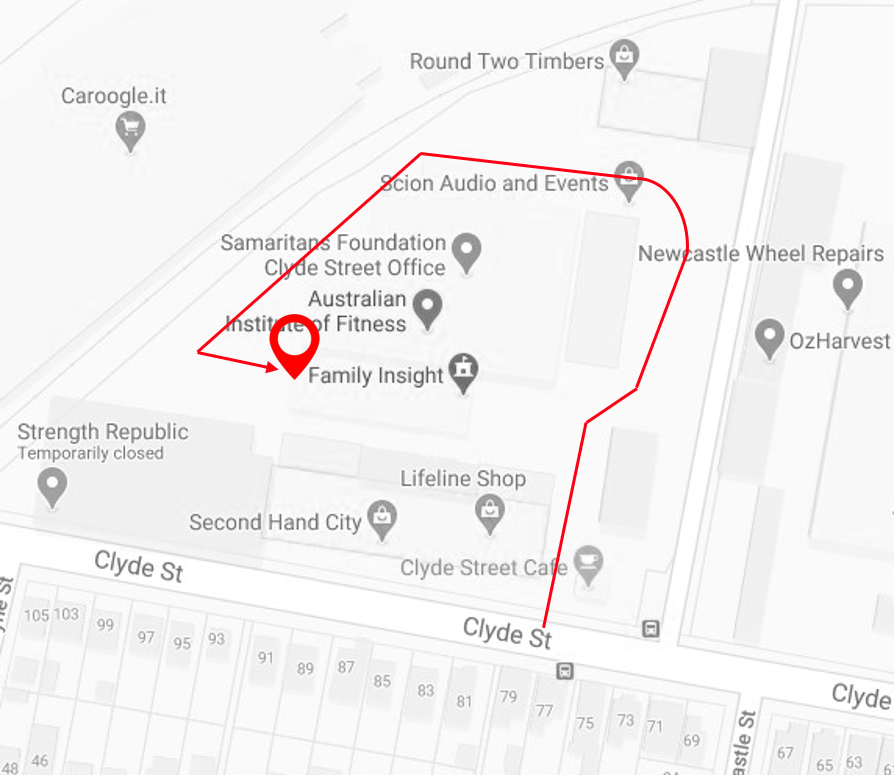 Round Two Timbers
Caroogle.it
Scion Audio and Events
Samaritans Foundation
Clyde Street Office
Newcastle Wheel Repairs
Australian
Institute of Fitness
OzHarvest
Family Insight
Strength Republic
Temporarily closed
Lifeline Shop
Second Hand City
Clyde Street Cafe
Clyde St
Clyde St
Clyde
105 103 99 97 95 93
91 89 87 85 83 81 79 77 75 73 71 69
67 65 63
48 46